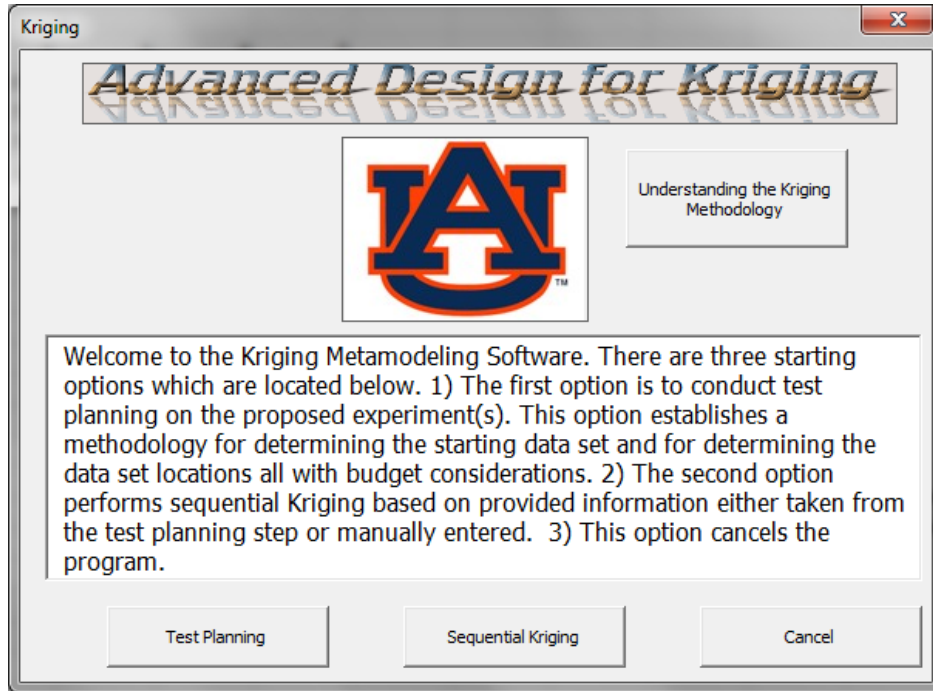 Kriging
Advanced Design for Kriging
AU
TM
Understanding the Kriging
Methodology
Welcome to the Kriging Metamodeling Software. There are three starting
options which are located below. 1) The first option is to conduct test
planning on the proposed experiment(s). This option establishes a
methodology for determining the starting data set and for determining the
data set locations all with budget considerations. 2) The second option
performs sequential Kriging based on provided information either taken from
the test planning step or manually entered.  3) This option cancels the
program.
Test Planning
Sequential Kriging
Cancel